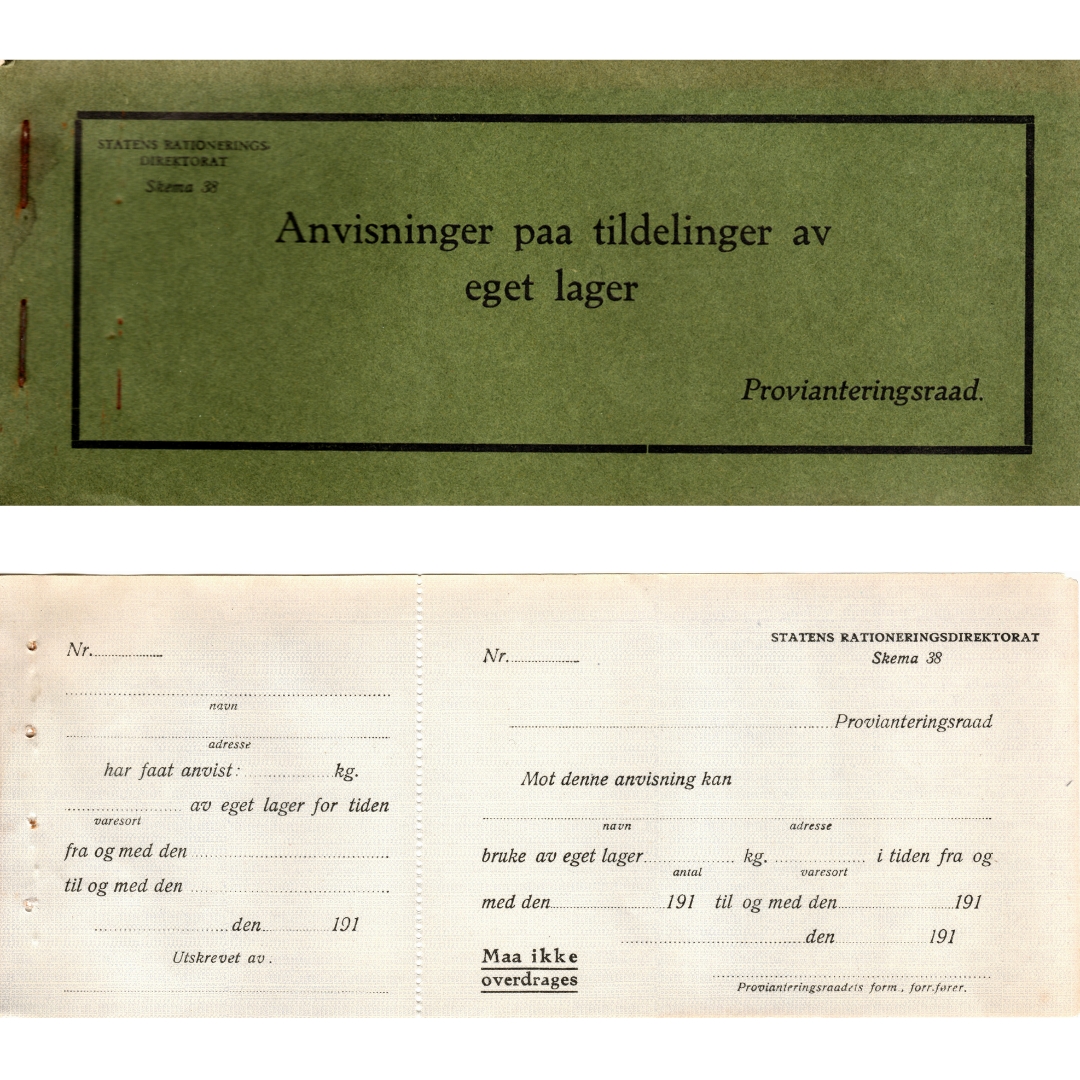 STATENS RATIONERINGS-
DIREKTORAT
Skema 38
Anvisninger paa tildelinger av
eget lager
Provianteringsraad.
Nr.
navn
adresse
har faat anvist: kg.
av eget lager for tiden
varesort
fra og med den
til og med den
den 191
Utskrevet av.
STATENS RATIONERINGSDIREKTORAT
Skema 38
Nr.
Provianteringsraad
Mot denne anvisning kan
navn adresse
bruke av eget lager kg. i tiden fra og
antal varesort
med den 191 til og med den 191
den 191
Maa ikke
overdrages
Provianteringsraadets form., forr.fører.